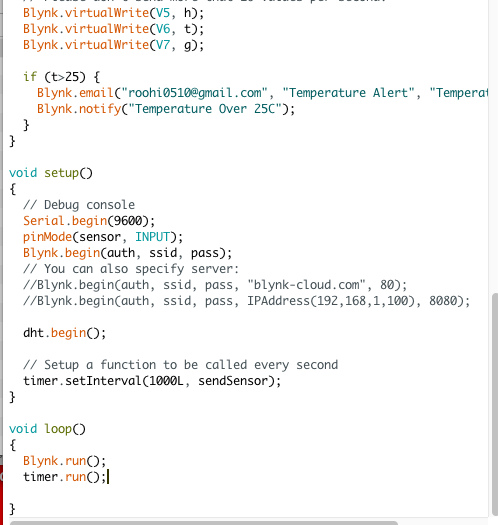 Blynk.virtualWrite(V5, h);
Blynk.virtualWrite(V6, t);
Blynk.virtualWrite(V7, g);
if (t>25) {
Blynk.email("roohi0510@gmail.com", "Temperature Alert", "Temperat
Blynk.notify("Temperature Over 25C");
}
}
void setup()
{
// Debug console
Serial.begin(9600);
pinMode(sensor, INPUT);
Blynk.begin(auth, ssid, pass);
// You can also specify server:
//Blynk.begin(auth, ssid, pass, "blynk-cloud.com", 80);
//Blynk.begin(auth, ssid, pass, IPAddress(192,168,1,100), 8080);
dht.begin();
// Setup a function to be called every second
timer.setInterval(1000L, sendSensor);
}
void loop()
{
Blynk.run();
timer.run();
}